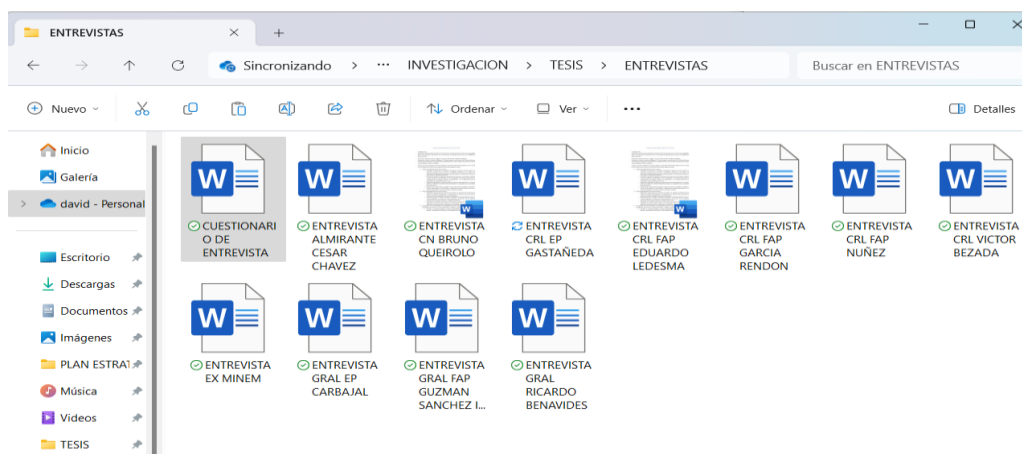 ENTREVISTAS
Sincronizando > ... INVESTIGACION > TESIS > ENTREVISTAS
Buscar en ENTREVISTAS
Nuevo
Ordenar
Ver
...
Detalles
Inicio
Galería
david - Personal
Escritorio
Descargas
Documentos
Imágenes
PLAN ESTRAT
Música
Videos
TESIS
CUESTIONARI
O DE
ENTREVISTA
ENTREVISTA
ALMIRANTE
CESAR
CHAVEZ
ENTREVISTA
CN BRUNO
QUEIROLO
ENTREVISTA
CRL EP
GASTAÑEDA
ENTREVISTA
CRL FAP
EDUARDO
LEDESMA
ENTREVISTA
CRL FAP
GARCIA
RENDON
ENTREVISTA
CRL FAP
NUÑEZ
ENTREVISTA
CRL VICTOR
BEZADA
ENTREVISTA
EX MINEM
ENTREVISTA
GRAL EP
CARBAJAL
ENTREVISTA
GRAL FAP
GUZMAN
SANCHEZ I...
ENTREVISTA
GRAL
RICARDO
BENAVIDES